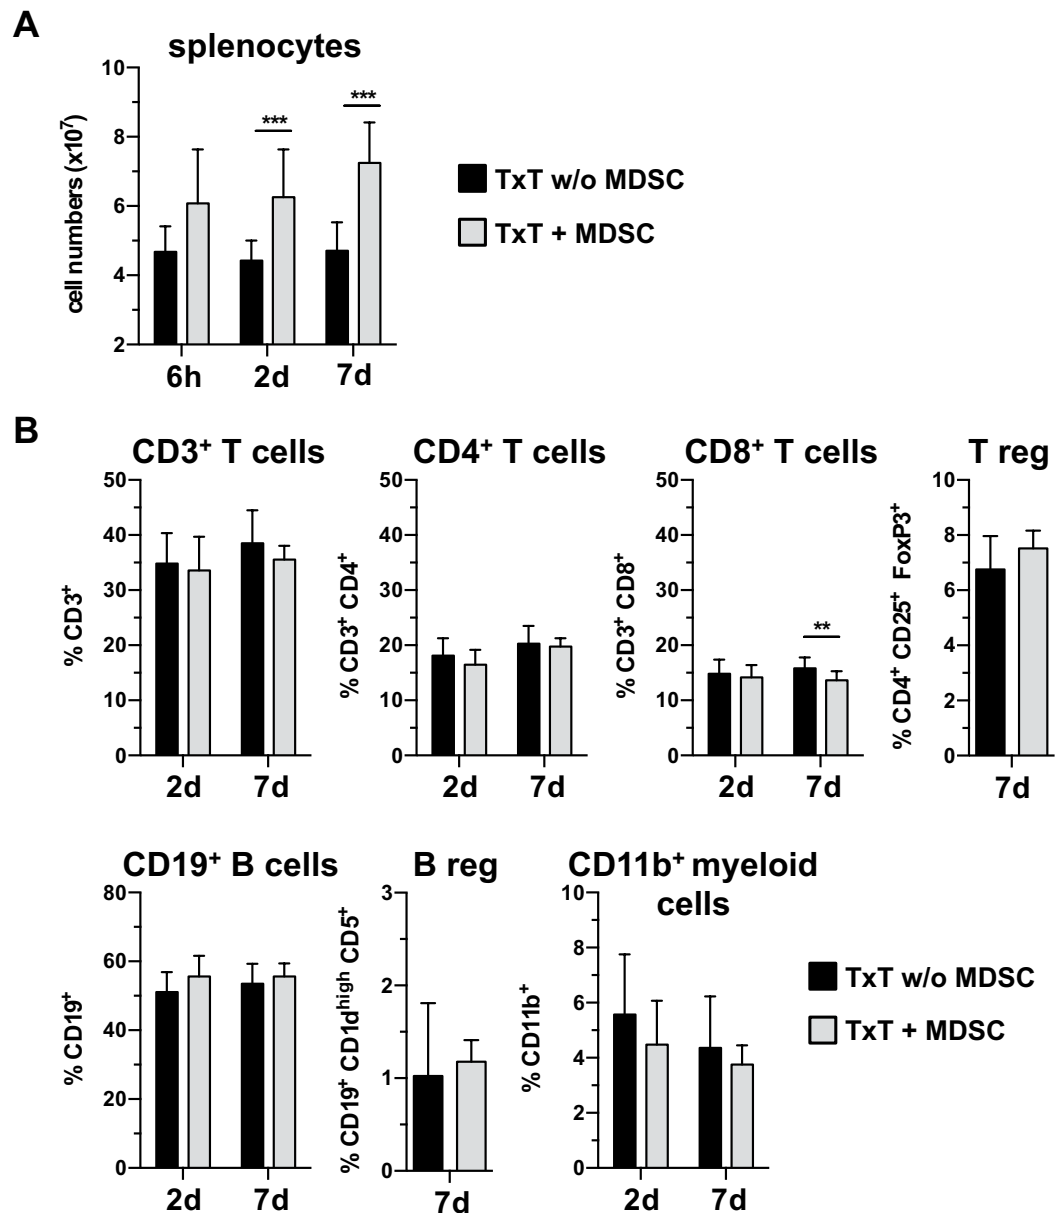 A
splenocytes
cell numbers (x10⁷)
10
8
6
4
2
***
***
6h 2d 7d
TxT w/o MDSC
TxT + MDSC
B
CD3⁺ T cells
% CD3⁺
50
40
30
20
10
0
2d 7d
CD4⁺ T cells
% CD3⁺ CD4⁺
50
40
30
20
10
0
2d 7d
CD8⁺ T cells
% CD3⁺ CD8⁺
50
40
30
20
10
0
**
2d 7d
T reg
% CD4⁺ CD25⁺ FoxP3⁺
10
8
6
4
2
0
7d
CD19⁺ B cells
% CD19⁺
80
60
40
20
0
2d 7d
B reg
% CD19⁺ CD1dʰⁱᵍʰ CD5⁺
3
2
1
0
7d
CD11b⁺ myeloid
cells
% CD11b⁺
10
8
6
4
2
0
2d 7d
TxT w/o MDSC
TxT + MDSC